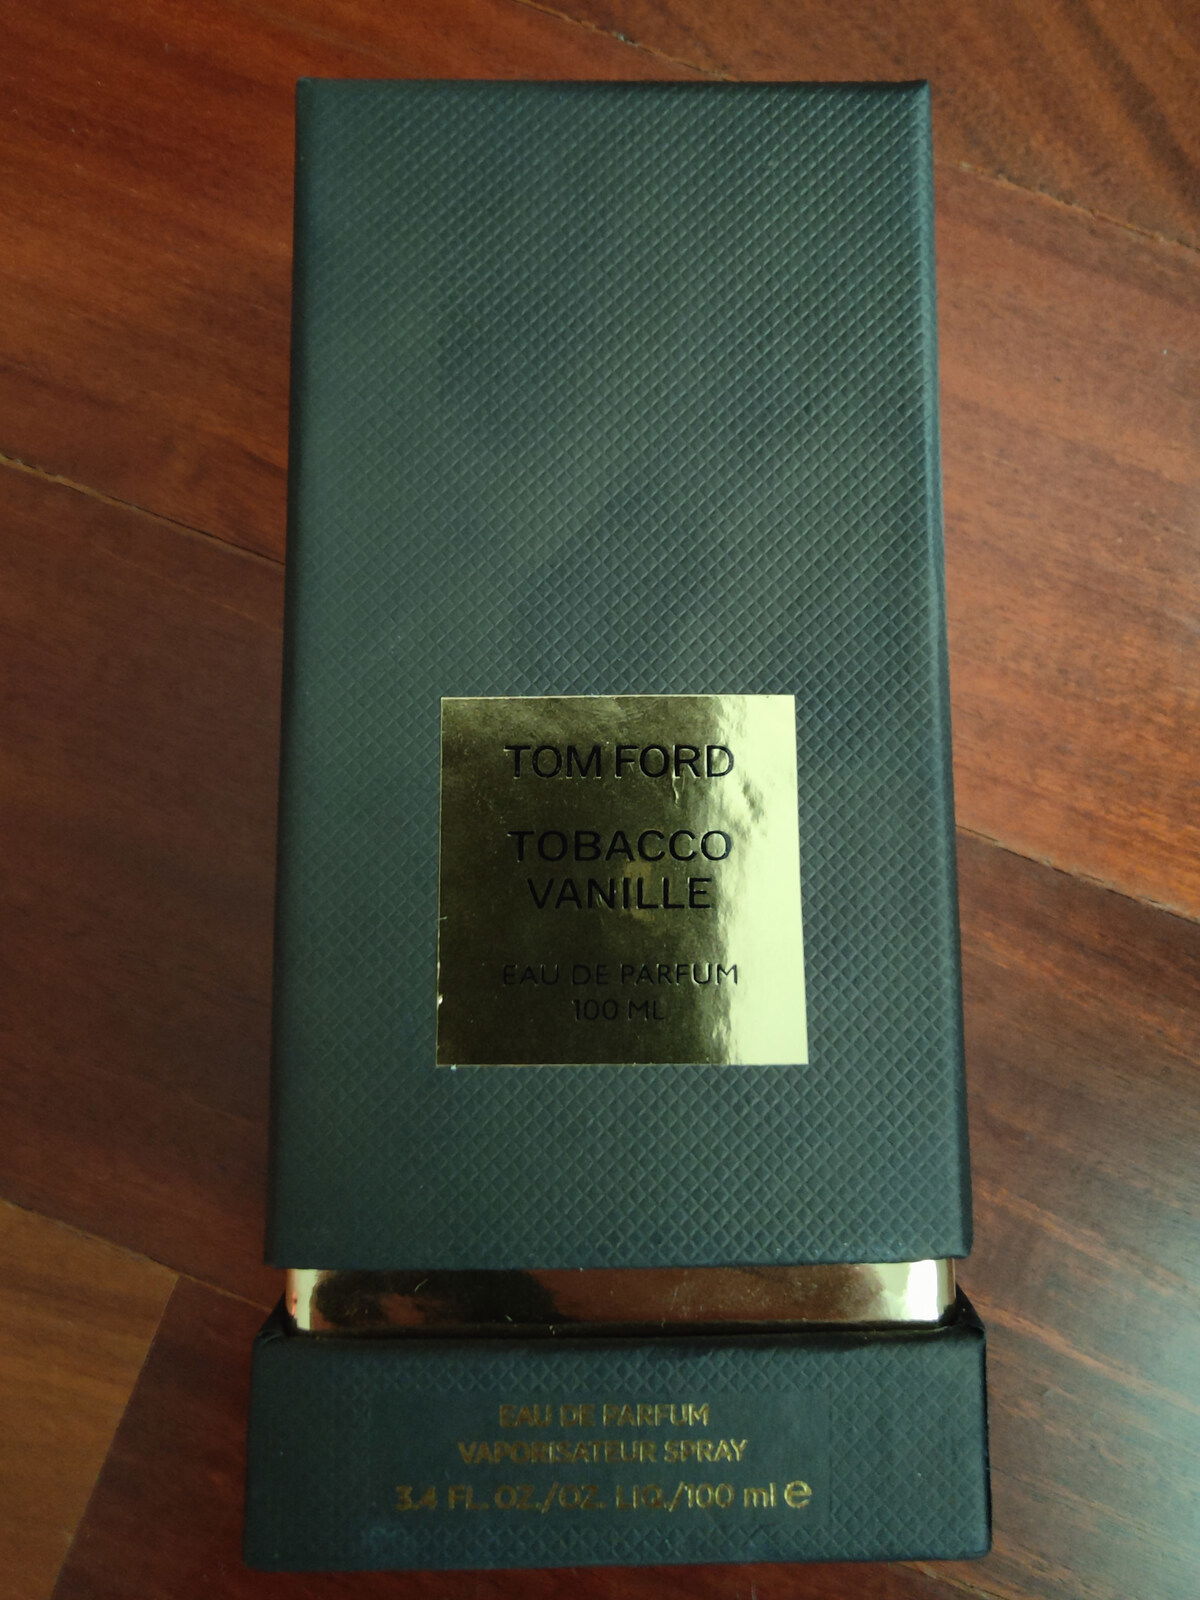 TOM FORD
TOBACCO
VANILLE
EAU DE PARFUM
100 ML
EAU DE PARFUM
VAPORISATEUR SPRAY
3.4 FL. OZ./OZ. LIQ./100 ml ℮